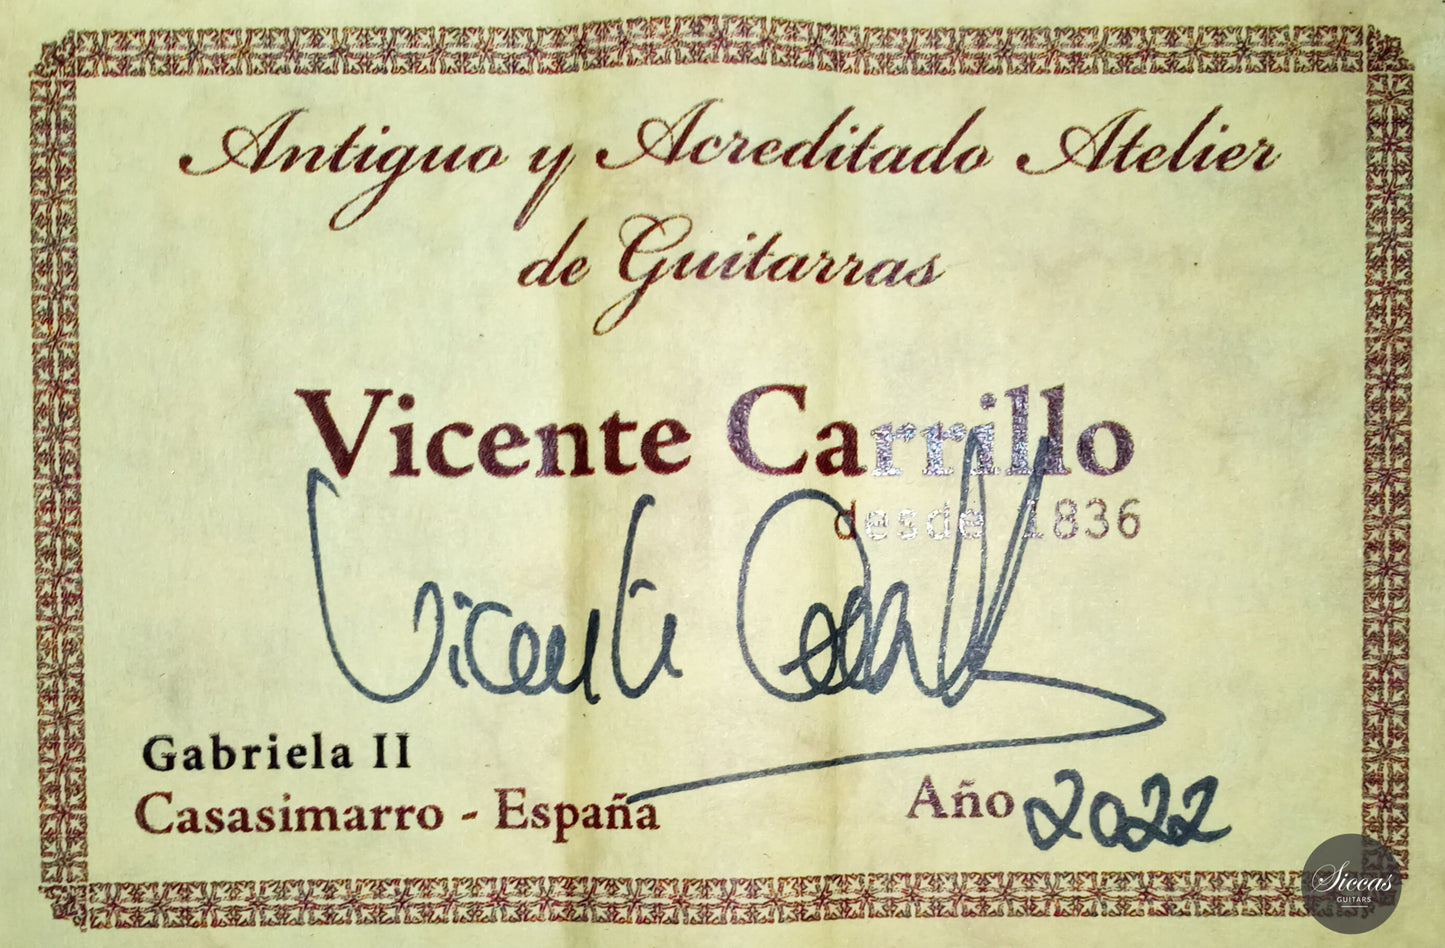 Antiguo y Acreditado Atelier
de Guitarras
Vicente Carrillo
desde 1836
Vicente Carrillo
Gabriela II
Casasimarro - España
Año 2022
Siccas
GUITARS